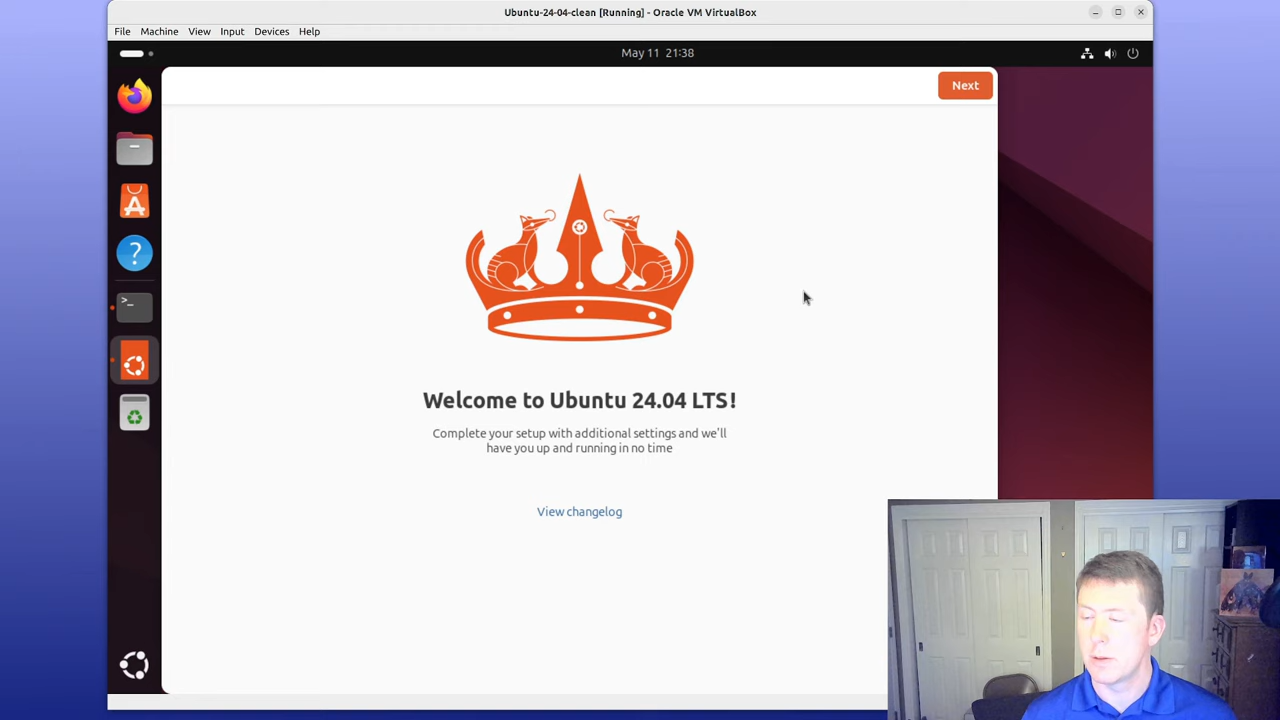 Ubuntu-24-04-clean [Running] - Oracle VM VirtualBox
File Machine View Input Devices Help
May 11 21:38
Next
Welcome to Ubuntu 24.04 LTS!
Complete your setup with additional settings and we'll
have you up and running in no time
View changelog